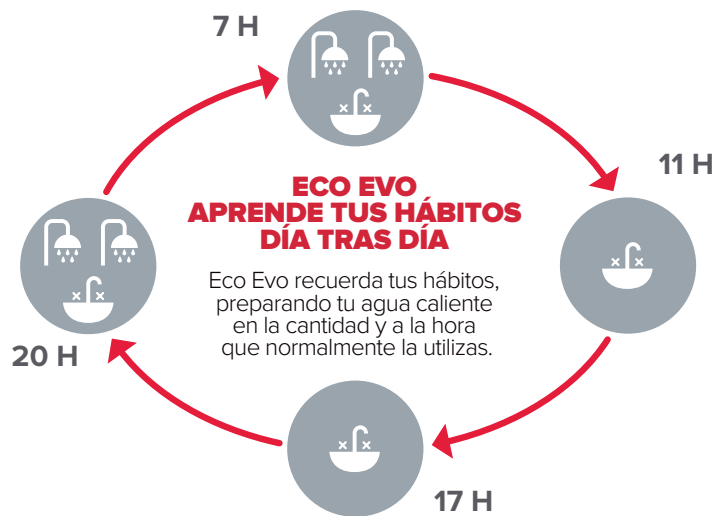 7 H
11 H
ECO EVO
APRENDE TUS HÁBITOS
DÍA TRAS DÍA
Eco Evo recuerda tus hábitos,
preparando tu agua caliente
en la cantidad y a la hora
que normalmente la utilizas.
20 H
17 H